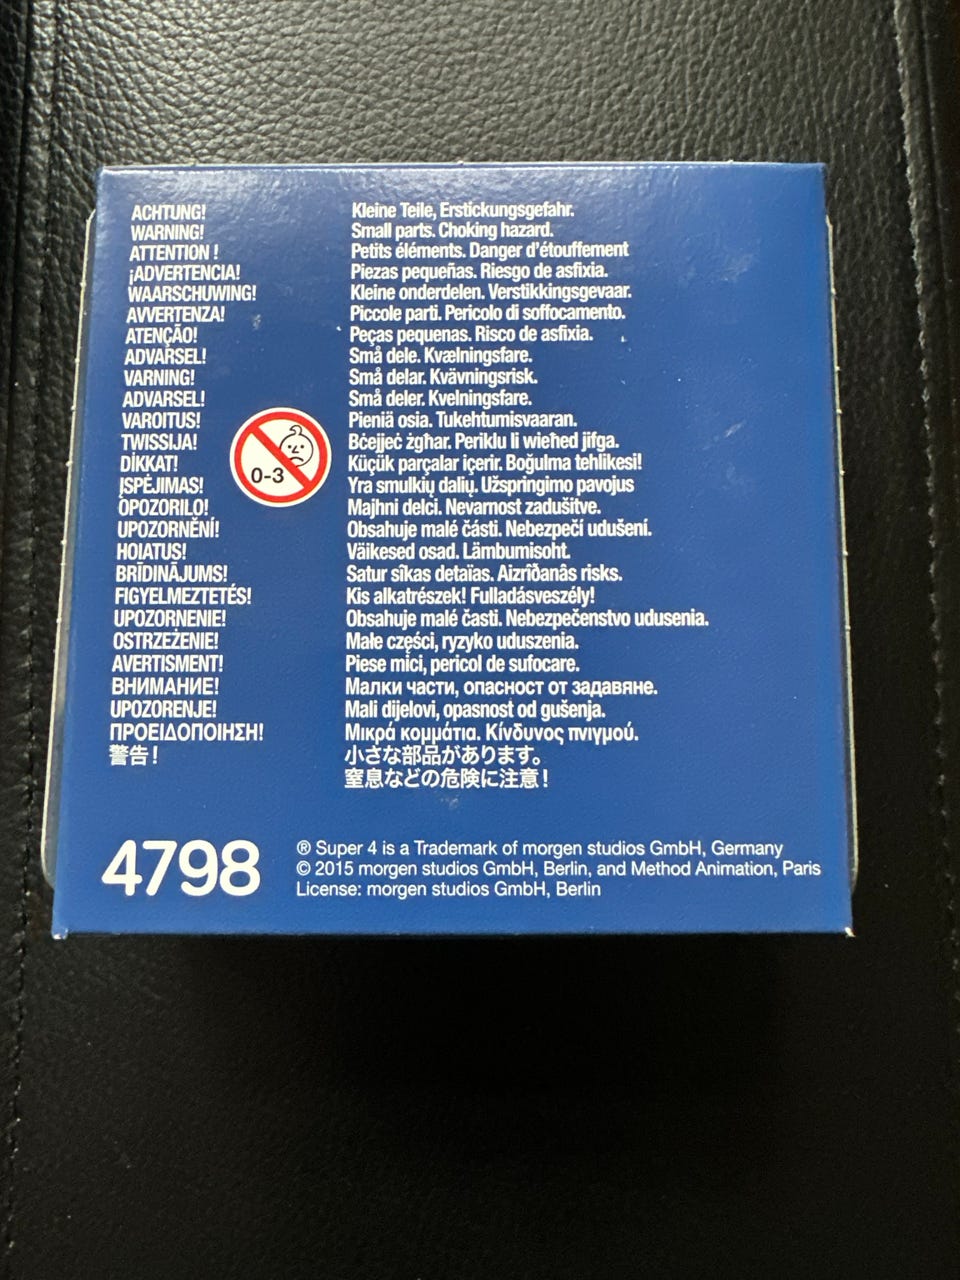 ACHTUNG! Kleine Teile, Erstickungsgefahr.
WARNING! Small parts. Choking hazard.
ATTENTION ! Petits éléments. Danger d'étouffement
¡ADVERTENCIA! Piezas pequeñas. Riesgo de asfixia.
WAARSCHUWING! Kleine onderdelen. Verstikkingsgevaar.
AVVERTENZA! Piccole parti. Pericolo di soffocamento.
ATENÇÃO! Peças pequenas. Risco de asfixia.
ADVARSEL! Små dele. Kvælningsfare.
VARNING! Små delar. Kvävningsrisk.
ADVARSEL! Små deler. Kvelningsfare.
VAROITUS! Pieniä osia. Tukehtumisvaaran.
TWISSIJA! Bċejjeċ żgħar. Periklu li wieħed jifga.
DİKKAT! Küçük parçalar içerir. Boğulma tehlikesi!
ĮSPĖJIMAS! Yra smulkių dalių. Užspringimo pavojus
OPOZORILO! Majhni delci. Nevarnost zadušitve.
UPOZORNĚNÍ! Obsahuje malé části. Nebezpečí udušení.
HOIATUS! Väikesed osad. Lämbumisoht.
BRĪDINĀJUMS! Satur sîkas detaïas. Aizrîðanâs risks.
FIGYELMEZTETÉS! Kis alkatrészek! Fulladásveszély!
UPOZORNENIE! Obsahuje malé časti. Nebezpečenstvo udusenia.
OSTRZEŻENIE! Małe części, ryzyko uduszenia.
AVERTISMENT! Piese mici, pericol de sufocare.
ВНИМАНИЕ! Малки части, опасност от задавяне.
UPOZORENJE! Mali dijelovi, opasnost od gušenja.
ΠΡΟΕΙΔΟΠΟΙΗΣΗ! Μικρά κομμάτια. Κίνδυνος πνιγμού.
警告! 小さな部品があります。
窒息などの危険に注意!
0-3
4798
® Super 4 is a Trademark of morgen studios GmbH, Germany
© 2015 morgen studios GmbH, Berlin, and Method Animation, Paris
License: morgen studios GmbH, Berlin